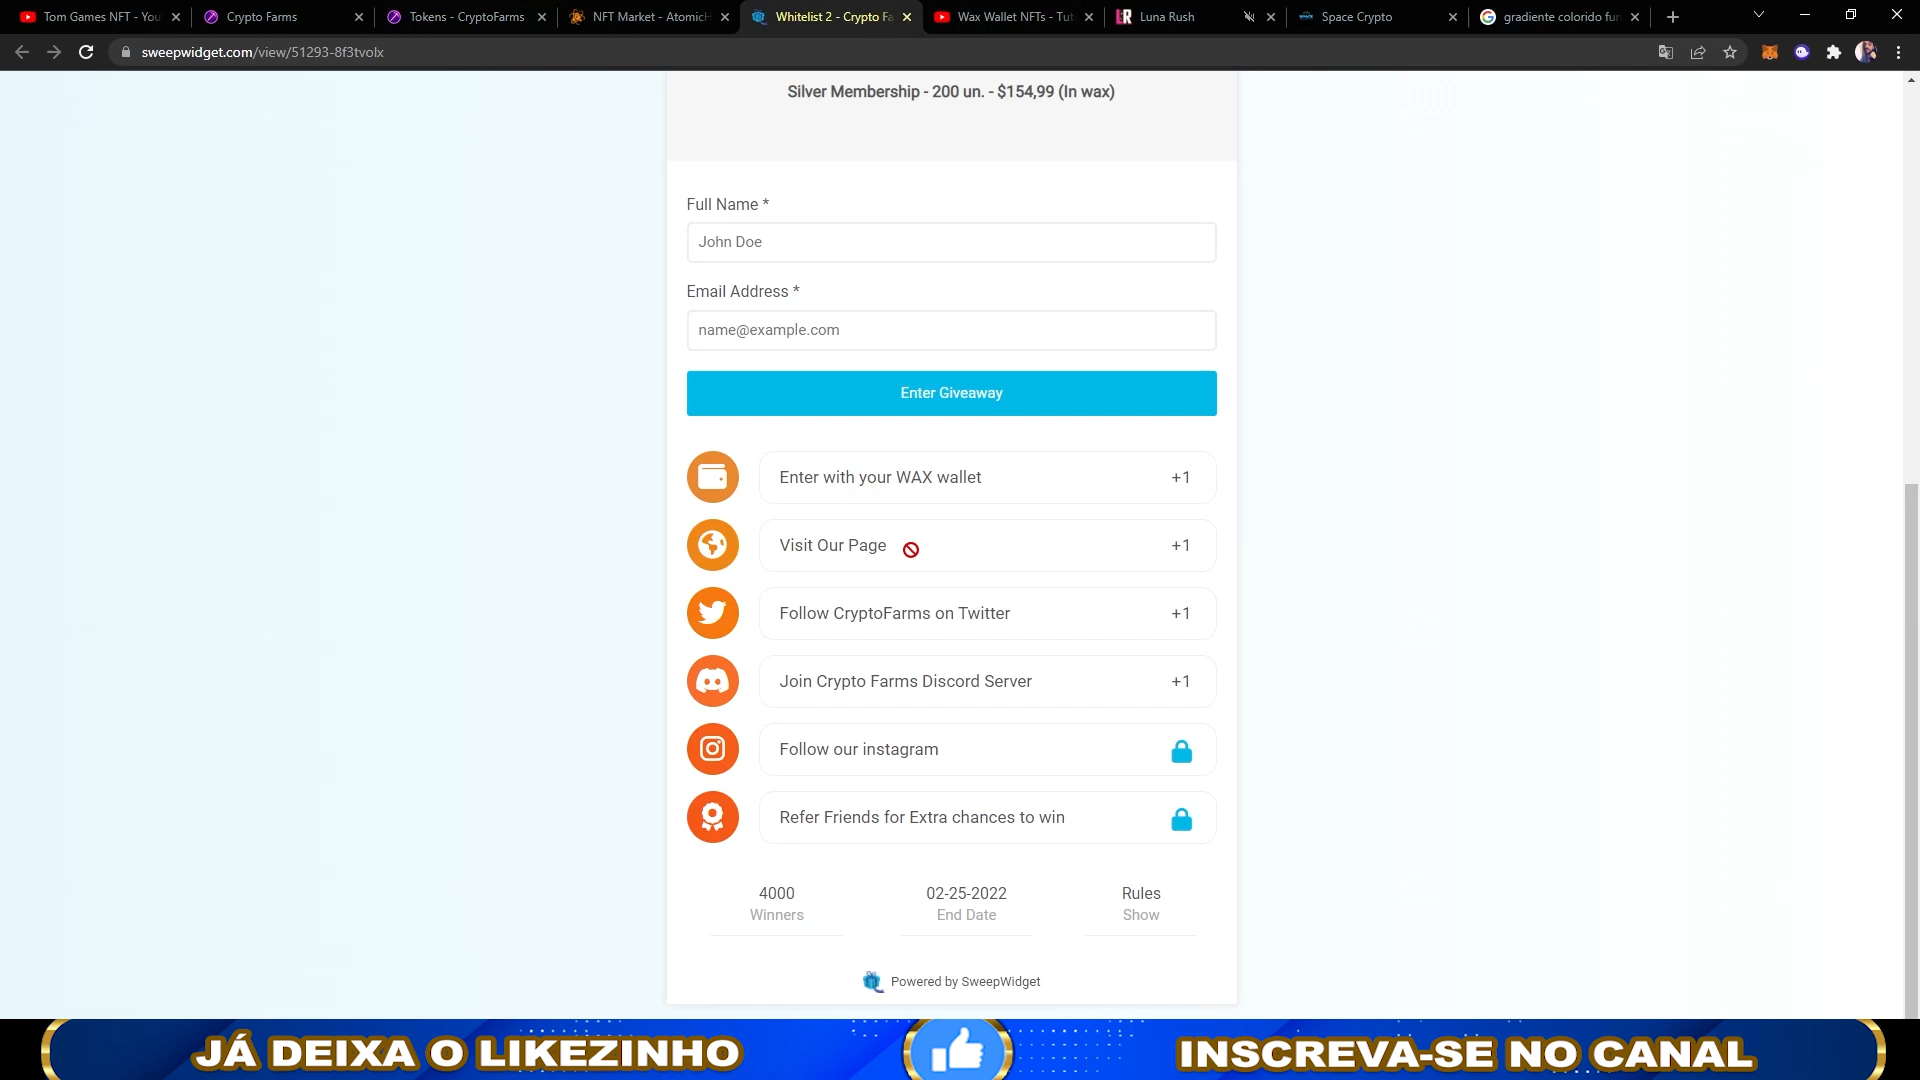 Tom Games NFT - You
Crypto Farms
Tokens - CryptoFarms
NFT Market - AtomicH
Whitelist 2 - Crypto Fa
Wax Wallet NFTs - Tut
Luna Rush
Space Crypto
gradiente colorido fun
sweepwidget.com/view/51293-8f3tvolx
Silver Membership - 200 un. - $154,99 (In wax)
Full Name *
John Doe
Email Address *
name@example.com
Enter Giveaway
Enter with your WAX wallet +1
Visit Our Page +1
Follow CryptoFarms on Twitter +1
Join Crypto Farms Discord Server +1
Follow our instagram
Refer Friends for Extra chances to win
4000 02-25-2022 Rules
Winners End Date Show
Powered by SweepWidget
JÁ DEIXA O LIKEZINHO INSCREVA-SE NO CANAL